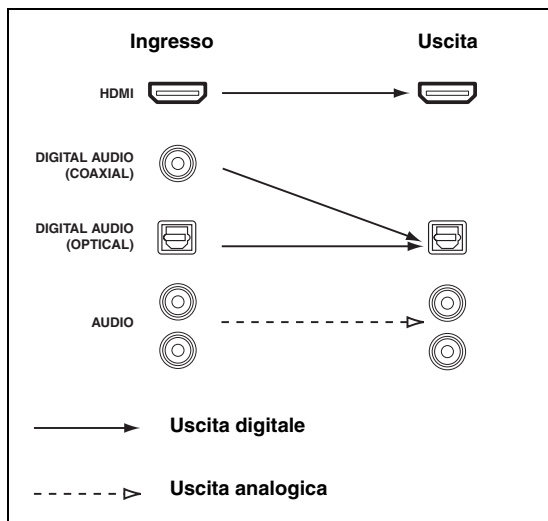 Ingresso Uscita
HDMI
DIGITAL AUDIO
(COAXIAL)
DIGITAL AUDIO
(OPTICAL)
AUDIO
Uscita digitale
Uscita analogica